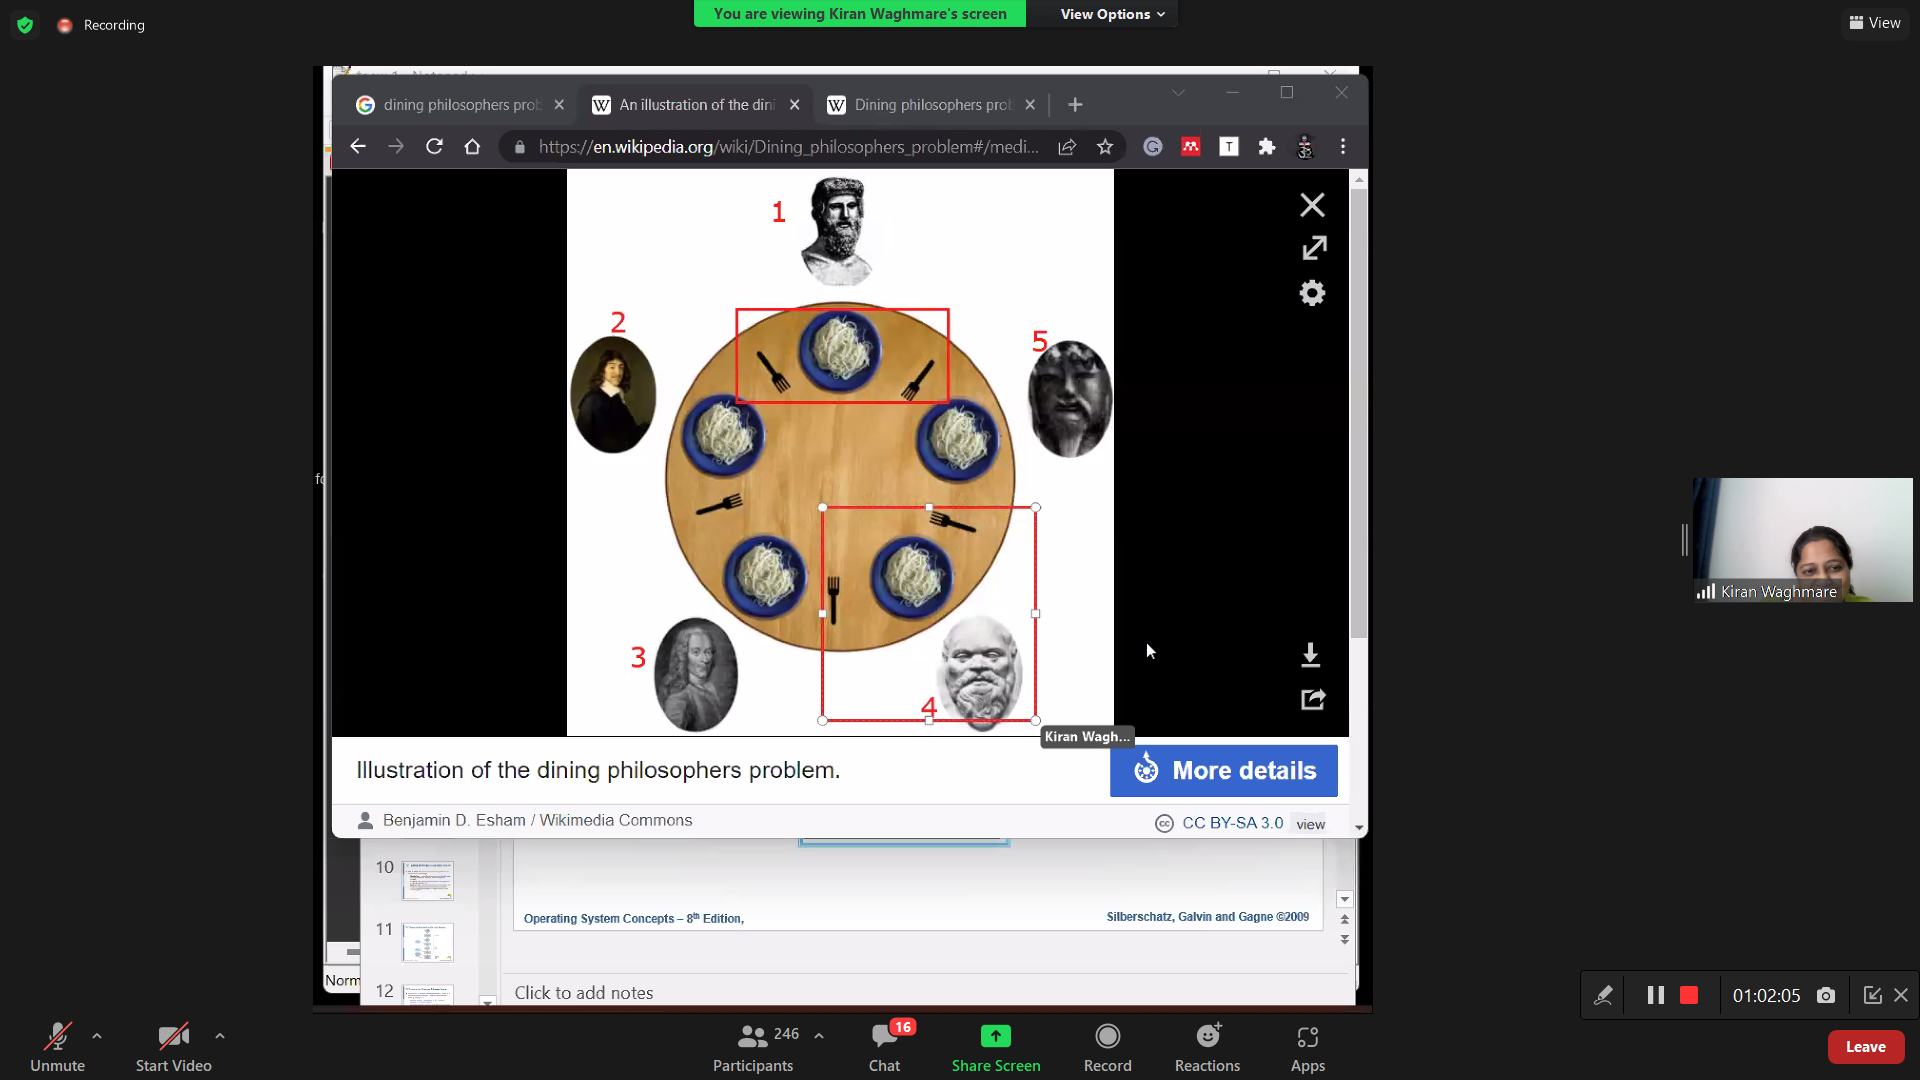 Recording
You are viewing Kiran Waghmare's screen
View Options
View
dining philosophers prob
An illustration of the dini
Dining philosophers prob
https://en.wikipedia.org/wiki/Dining_philosophers_problem#/medi...
T
1
2
5
3
4
Kiran Wagh...
Kiran Waghmare
Illustration of the dining philosophers problem.
More details
Benjamin D. Esham / Wikimedia Commons
CC BY-SA 3.0
view
10
11
12
Operating System Concepts – 8th Edition,
Silberschatz, Galvin and Gagne ©2009
Norm
Click to add notes
01:02:05
Unmute
Start Video
246
Participants
16
Chat
Share Screen
Record
Reactions
Apps
Leave